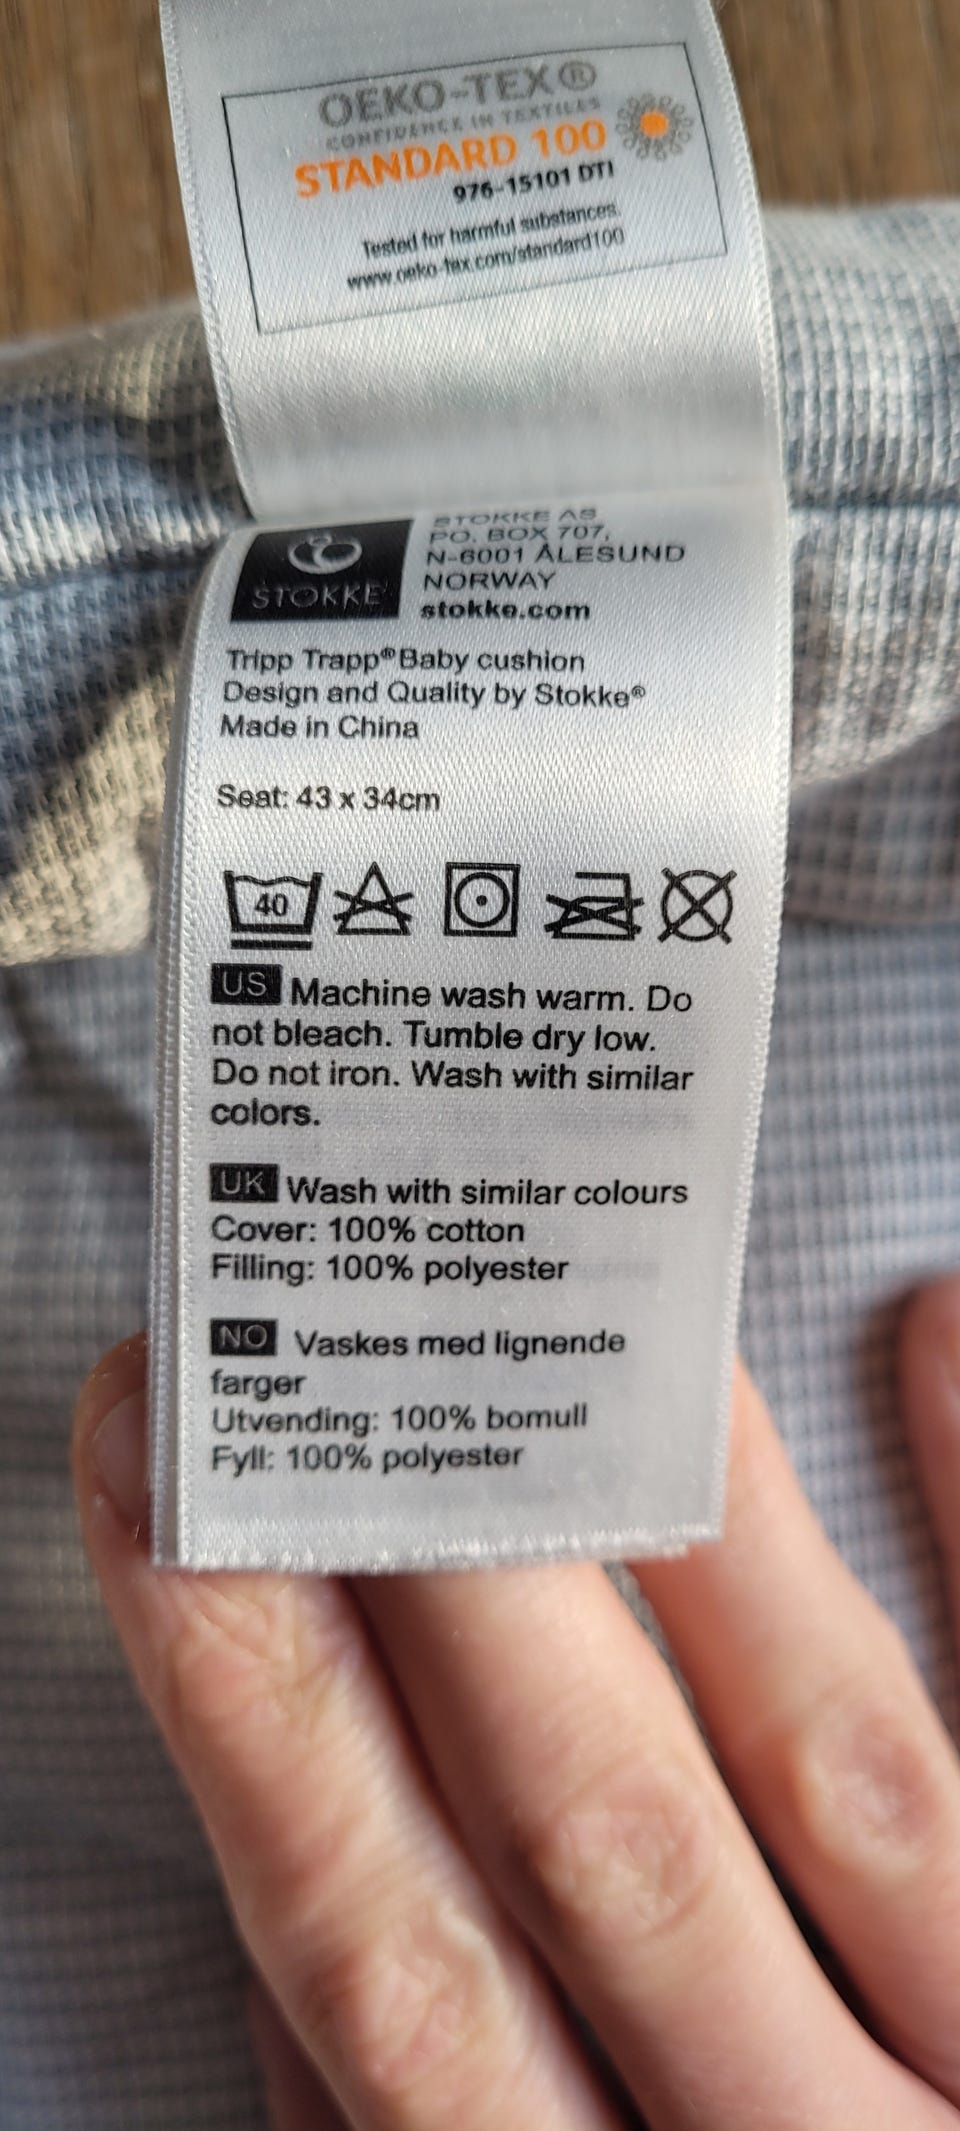 OEKO-TEX®
CONFIDENCE IN TEXTILES
STANDARD 100
976-15101 DTI
Tested for harmful substances.
www.oeko-tex.com/standard100
STOKKE
STOKKE AS
PO. BOX 707,
N-6001 ÅLESUND
NORWAY
stokke.com
Tripp Trapp® Baby cushion
Design and Quality by Stokke®
Made in China
Seat: 43 x 34cm
40
US Machine wash warm. Do
not bleach. Tumble dry low.
Do not iron. Wash with similar
colors.
UK Wash with similar colours
Cover: 100% cotton
Filling: 100% polyester
NO Vaskes med lignende
farger
Utvending: 100% bomull
Fyll: 100% polyester